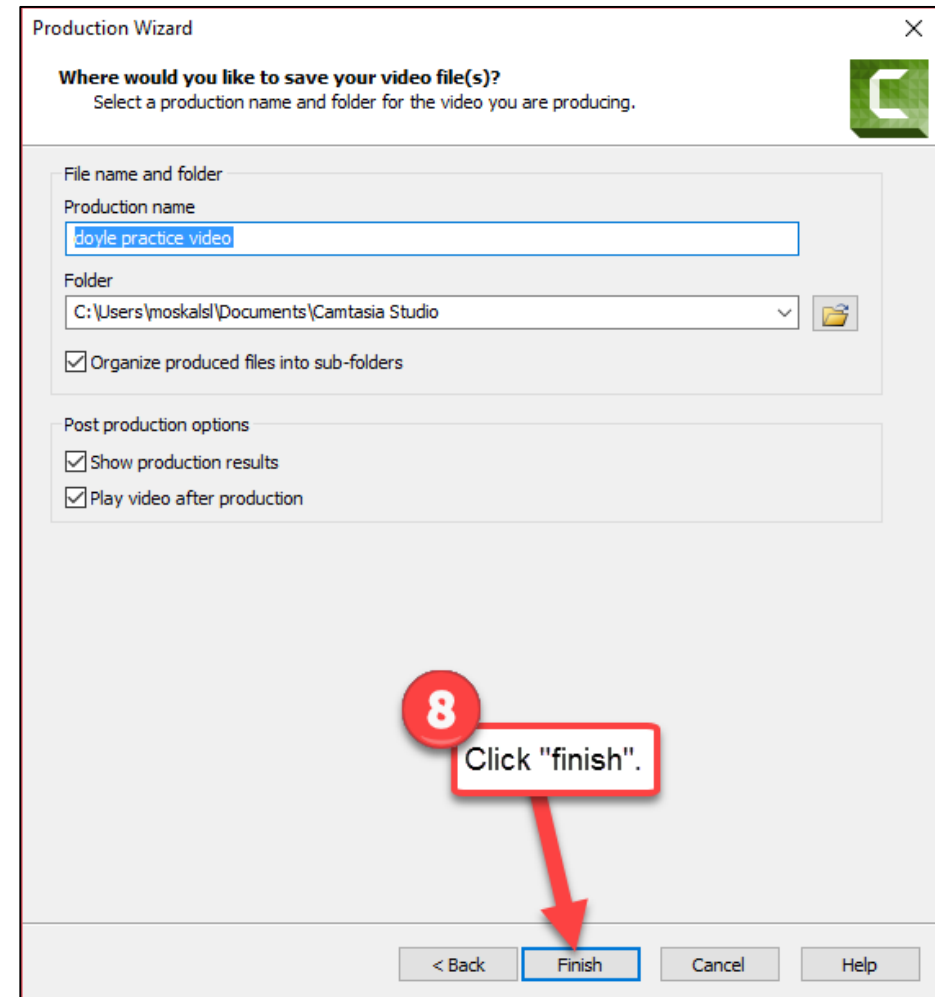 Production Wizard
Where would you like to save your video file(s)?
Select a production name and folder for the video you are producing.
File name and folder
Production name
doyle practice video
Folder
C:\Users\moskalsl\Documents\Camtasia Studio
Organize produced files into sub-folders
Post production options
Show production results
Play video after production
8
Click "finish".
< Back Finish Cancel Help